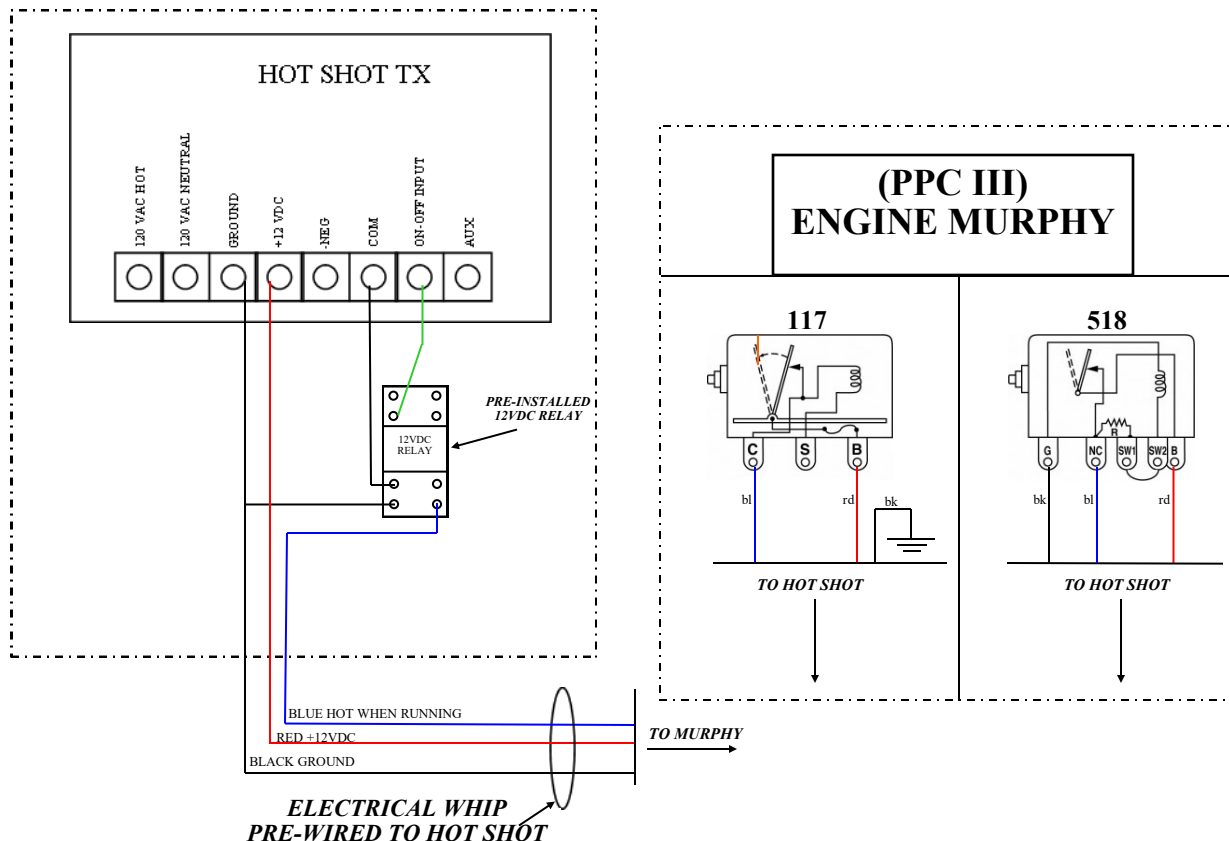 HOT SHOT TX
120 VAC HOT
120 VAC NEUTRAL
GROUND
+12 VDC
-NEG
COM
ON-OFF INPUT
AUX
PRE-INSTALLED
12VDC RELAY
12VDC
RELAY
BLUE HOT WHEN RUNNING
RED +12VDC
BLACK GROUND
TO MURPHY
ELECTRICAL WHIP
PRE-WIRED TO HOT SHOT
(PPC III)
ENGINE MURPHY
117
C
S
B
bl
rd
bk
TO HOT SHOT
518
R
G
NC
SW1
SW2
B
bk
bl
rd
TO HOT SHOT